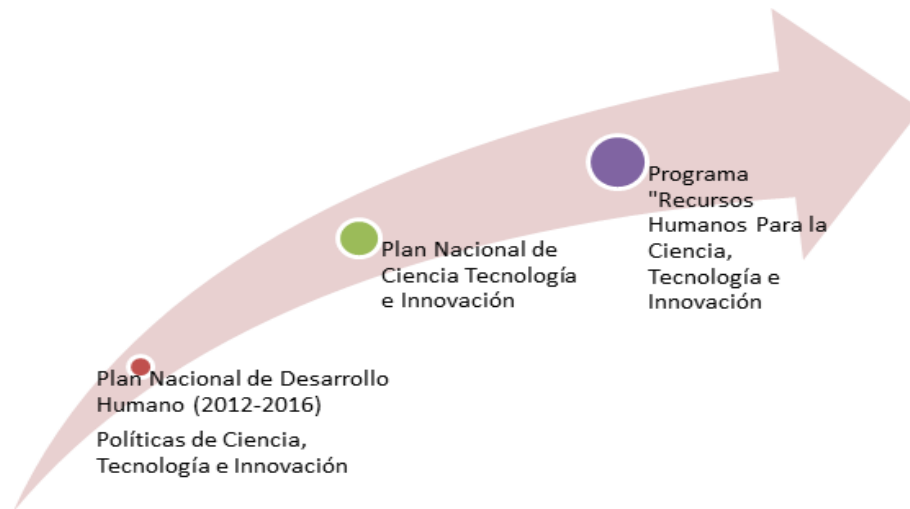 Plan Nacional de Desarrollo
Humano (2012-2016)
Políticas de Ciencia,
Tecnología e Innovación
Plan Nacional de
Ciencia Tecnología
e Innovación
Programa
"Recursos
Humanos Para la
Ciencia,
Tecnología e
Innovación